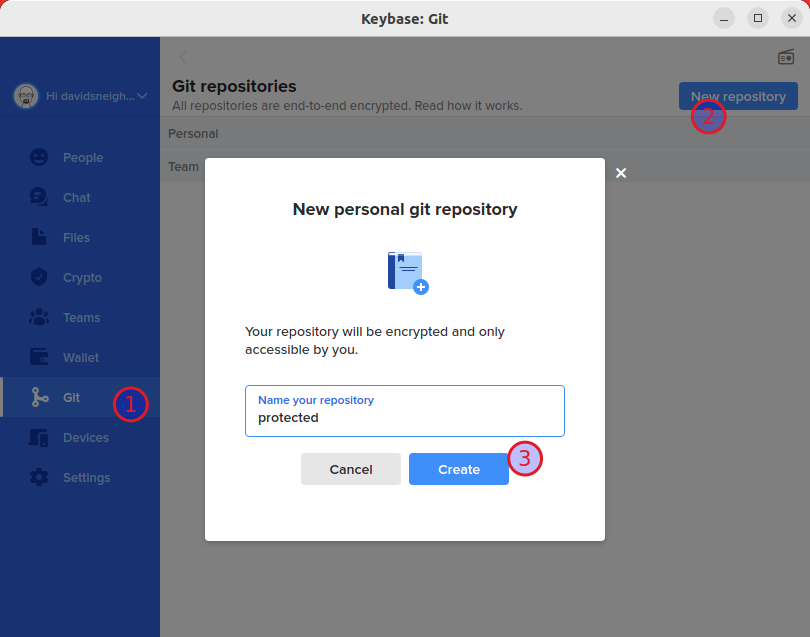 Keybase: Git
Hi davidsneigh...
People
Chat
Files
Crypto
Teams
Wallet
Git
1
Devices
Settings
Git repositories
All repositories are end-to-end encrypted. Read how it works.
New repository
2
Personal
Team
New personal git repository
Your repository will be encrypted and only
accessible by you.
Name your repository
protected
Cancel
Create
3